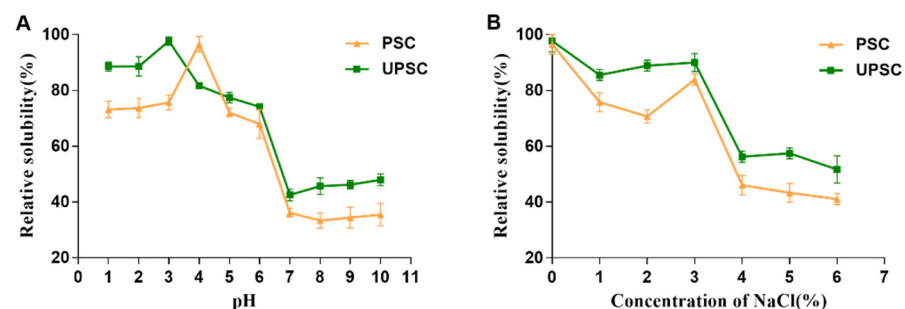 A
B
Relative solubility(%)
100
80
60
40
20
PSC
UPSC
0 1 2 3 4 5 6 7 8 9 10 11
pH
Relative solubility(%)
100
80
60
40
20
PSC
UPSC
0 1 2 3 4 5 6 7
Concentration of NaCl(%)